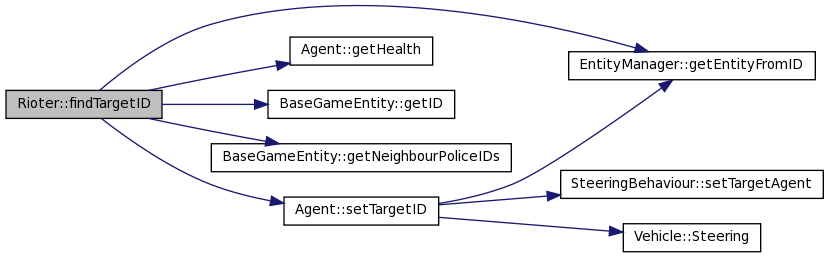 Agent::getHealth
EntityManager::getEntityFromID
Rioter::findTargetID
BaseGameEntity::getID
BaseGameEntity::getNeighbourPoliceIDs
SteeringBehaviour::setTargetAgent
Agent::setTargetID
Vehicle::Steering